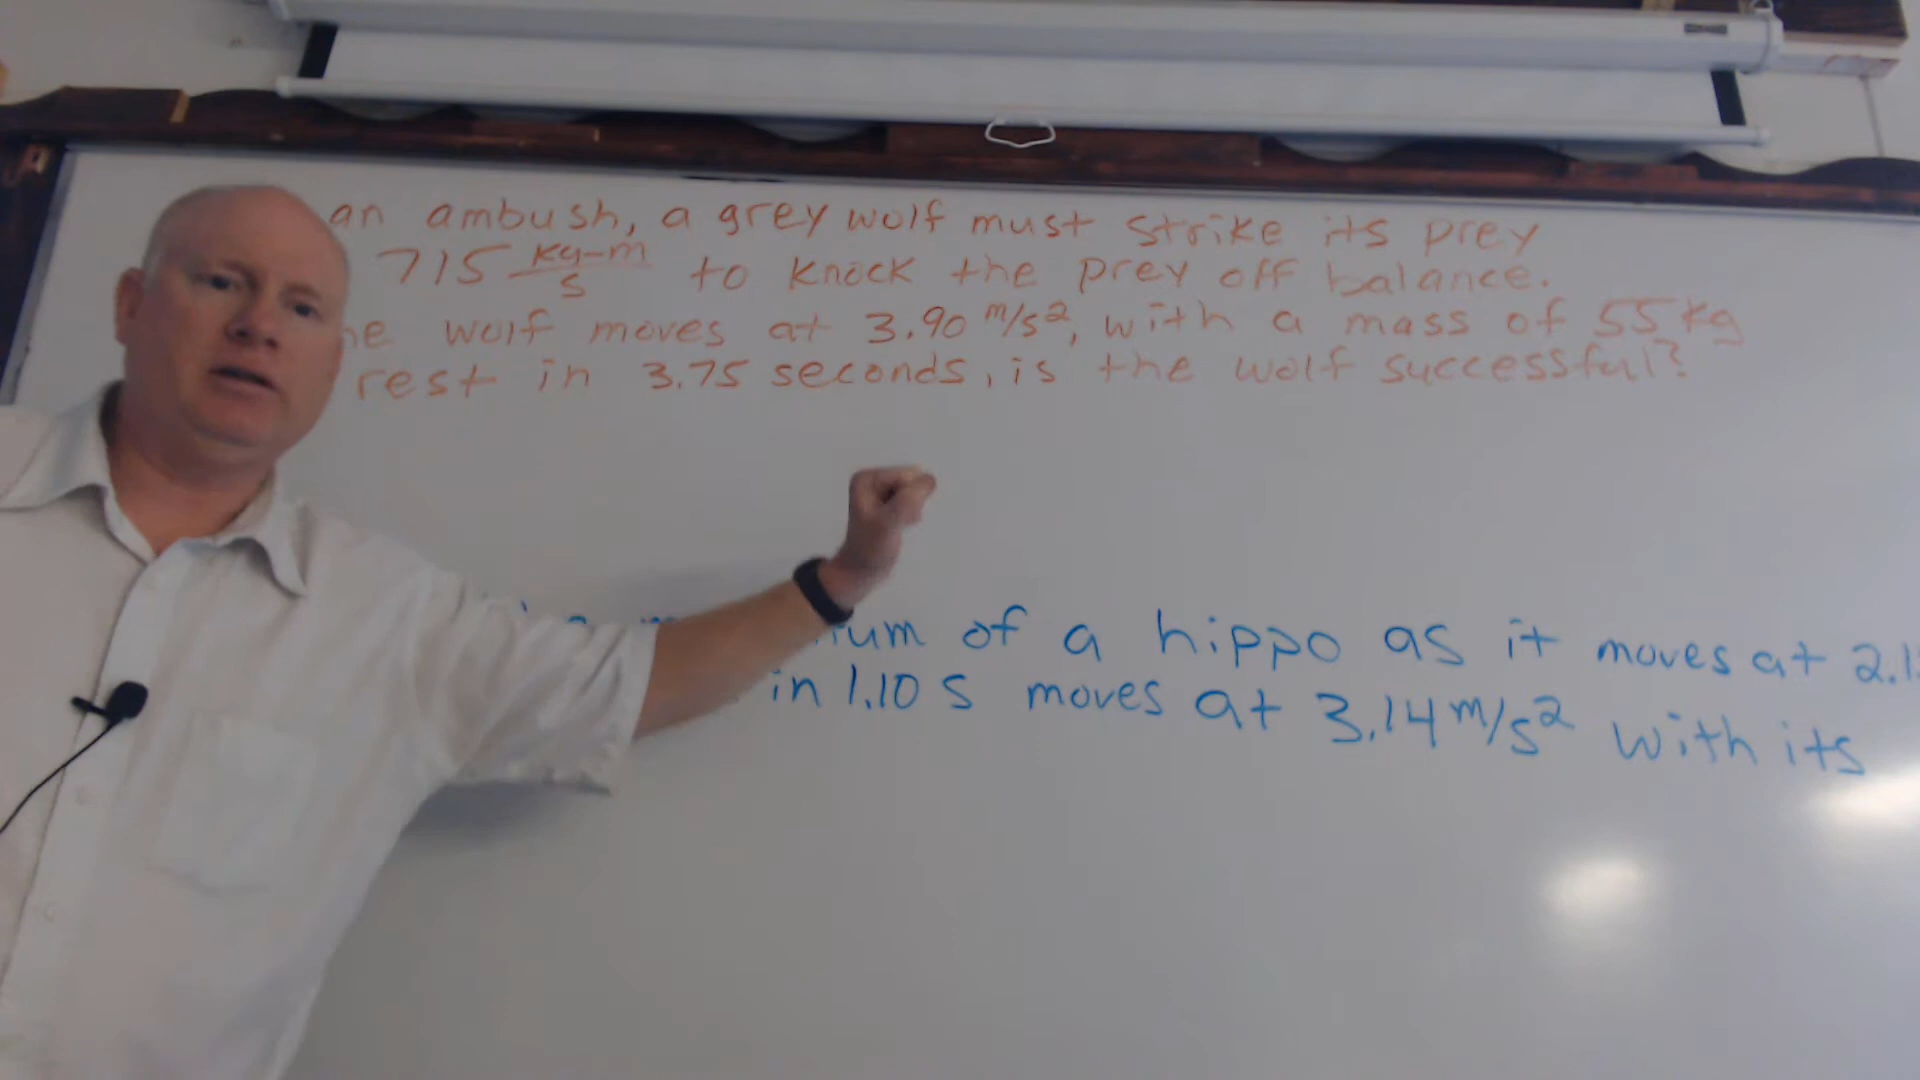 an ambush, a grey wolf must strike its prey
715 kg-m/s to knock the prey off balance.
he wolf moves at 3.90 m/s², with a mass of 55 kg
rest in 3.75 seconds, is the wolf successful?
of a hippo as it moves at 2.1
in 1.10 s moves at 3.14 m/s² with its